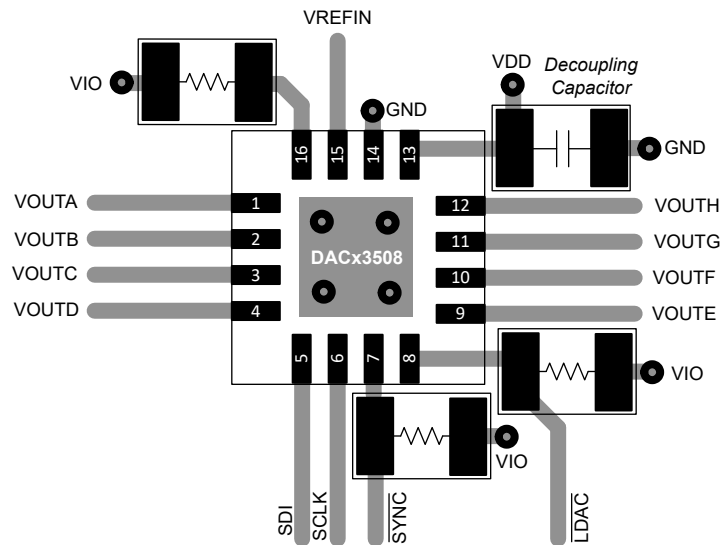 VREFIN
VIO
VDD
Decoupling
Capacitor
GND
GND
16
15
14
13
VOUTA
1
12
VOUTH
VOUTB
2
11
VOUTG
VOUTC
3
DACx3508
10
VOUTF
VOUTD
4
9
VOUTE
5
6
7
8
VIO
VIO
SDI
SCLK
SYNC
LDAC